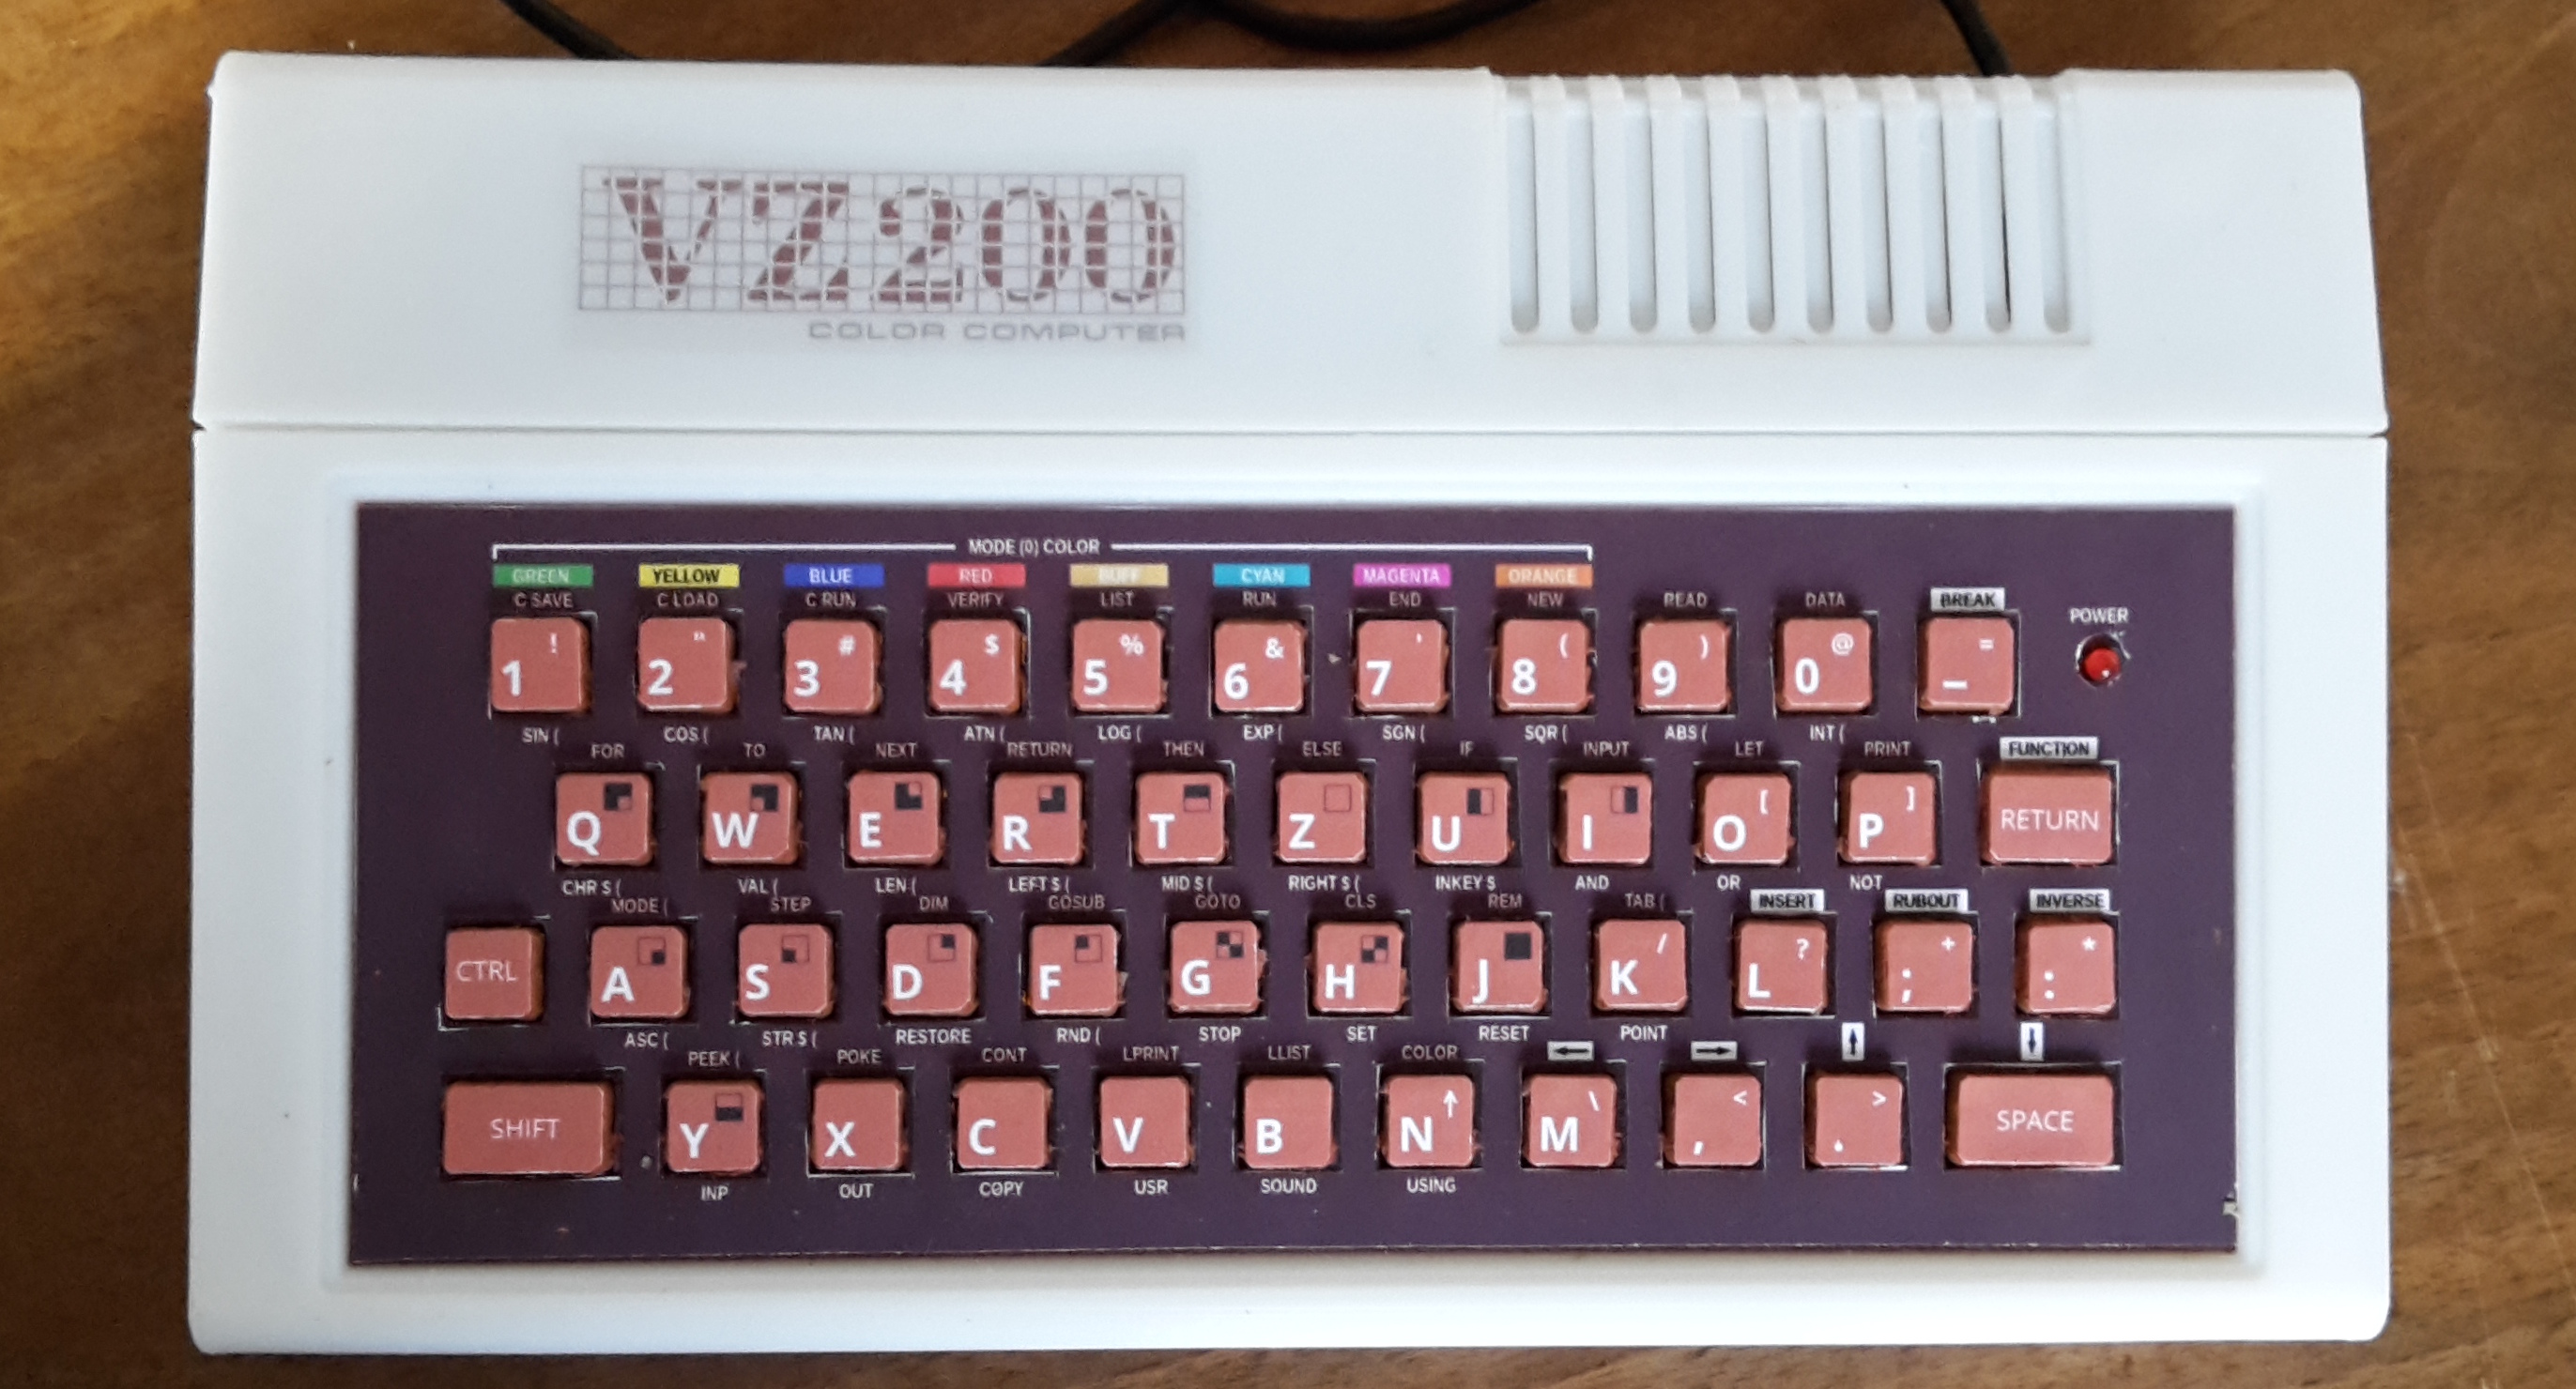 VZ200
COLOR COMPUTER
MODE (0) COLOR
GREEN YELLOW BLUE RED BUFF CYAN MAGENTA ORANGE
C SAVE C LOAD C RUN VERIFY LIST RUN END NEW READ DATA BREAK
POWER
! " # $ % & ' ( ) @ =
1 2 3 4 5 6 7 8 9 0 –
SIN ( COS ( TAN ( ATN ( LOG ( EXP ( SGN ( SQR ( ABS ( INT (
FOR TO NEXT RETURN THEN ELSE IF INPUT LET PRINT FUNCTION
[ ]
Q W E R T Z U I O P RETURN
CHR $ ( VAL ( LEN ( LEFT $ ( MID $ ( RIGHT $ ( INKEY $ AND OR NOT
MODE ( STEP DIM GOSUB GOTO CLS REM TAB ( INSERT RUBOUT INVERSE
/ ? + *
CTRL A S D F G H J K L ; :
ASC ( STR $ ( RESTORE RND ( STOP SET RESET POINT
PEEK ( POKE CONT LPRINT LLIST COLOR ← → ↑ ↓
↑ \ < >
SHIFT Y X C V B N M , . SPACE
INP OUT COPY USR SOUND USING